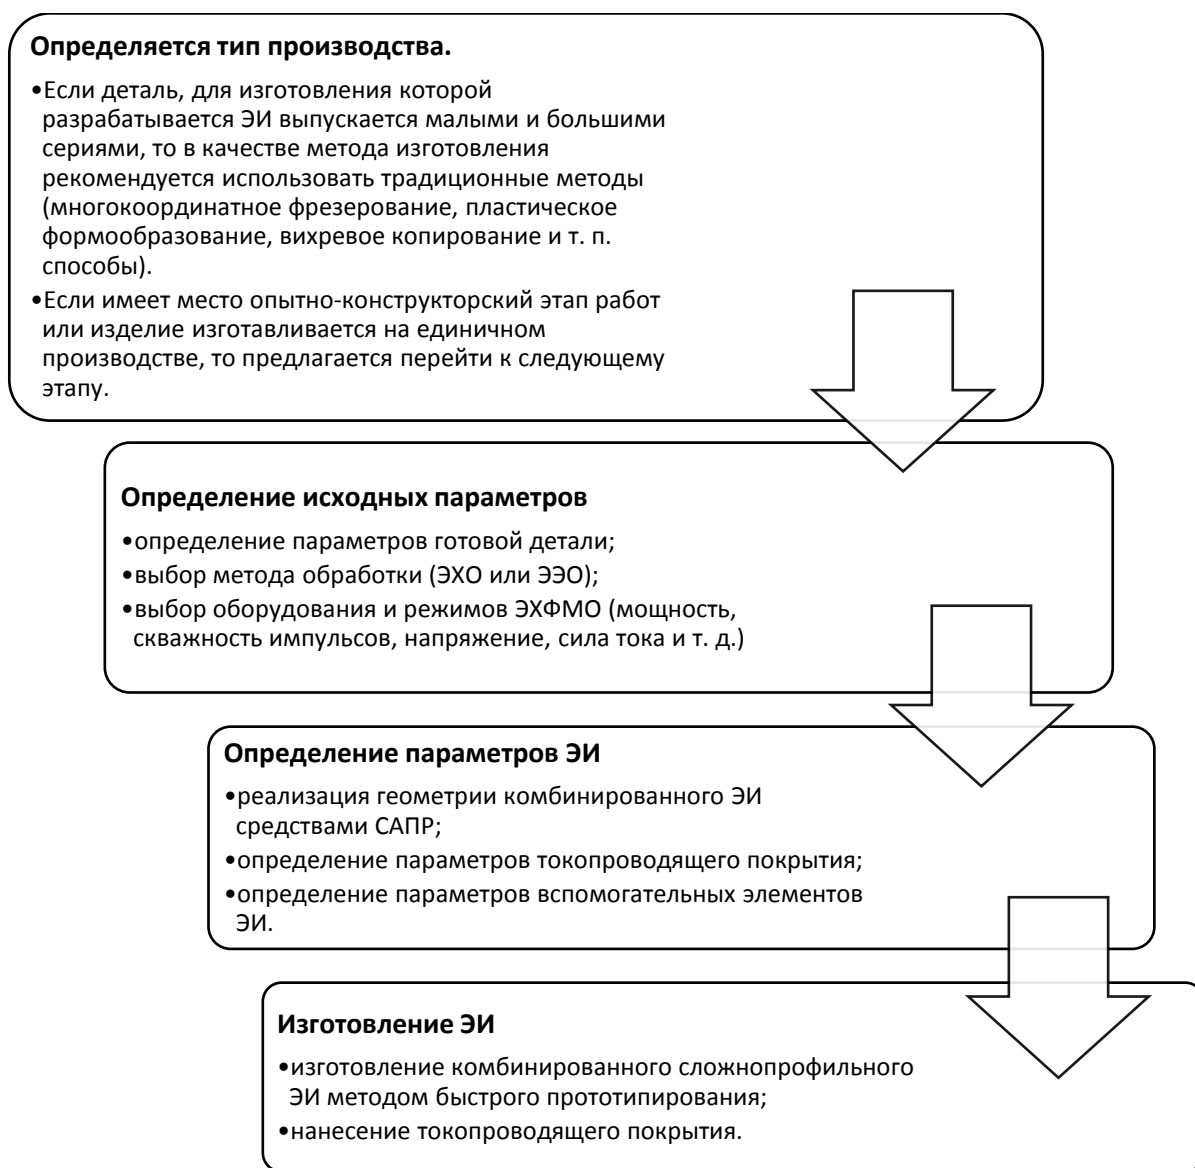 Определяется тип производства.
•Если деталь, для изготовления которой
разрабатывается ЭИ выпускается малыми и большими
сериями, то в качестве метода изготовления
рекомендуется использовать традиционные методы
(многокоординатное фрезерование, пластическое
формообразование, вихревое копирование и т. п.
способы).
•Если имеет место опытно-конструкторский этап работ
или изделие изготавливается на единичном
производстве, то предлагается перейти к следующему
этапу.
Определение исходных параметров
•определение параметров готовой детали;
•выбор метода обработки (ЭХО или ЭЭО);
•выбор оборудования и режимов ЭХФМО (мощность,
скважность импульсов, напряжение, сила тока и т. д.)
Определение параметров ЭИ
•реализация геометрии комбинированного ЭИ
средствами САПР;
•определение параметров токопроводящего покрытия;
•определение параметров вспомогательных элементов
ЭИ.
Изготовление ЭИ
•изготовление комбинированного сложнопрофильного
ЭИ методом быстрого прототипирования;
•нанесение токопроводящего покрытия.